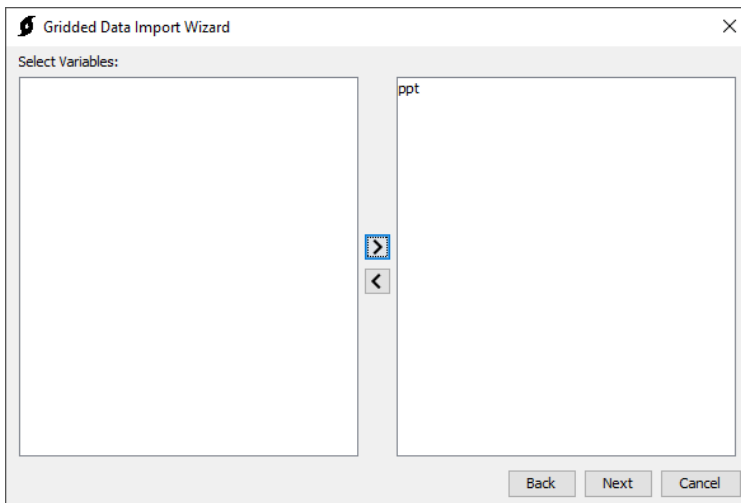 Gridded Data Import Wizard
Select Variables:
ppt
Back Next Cancel